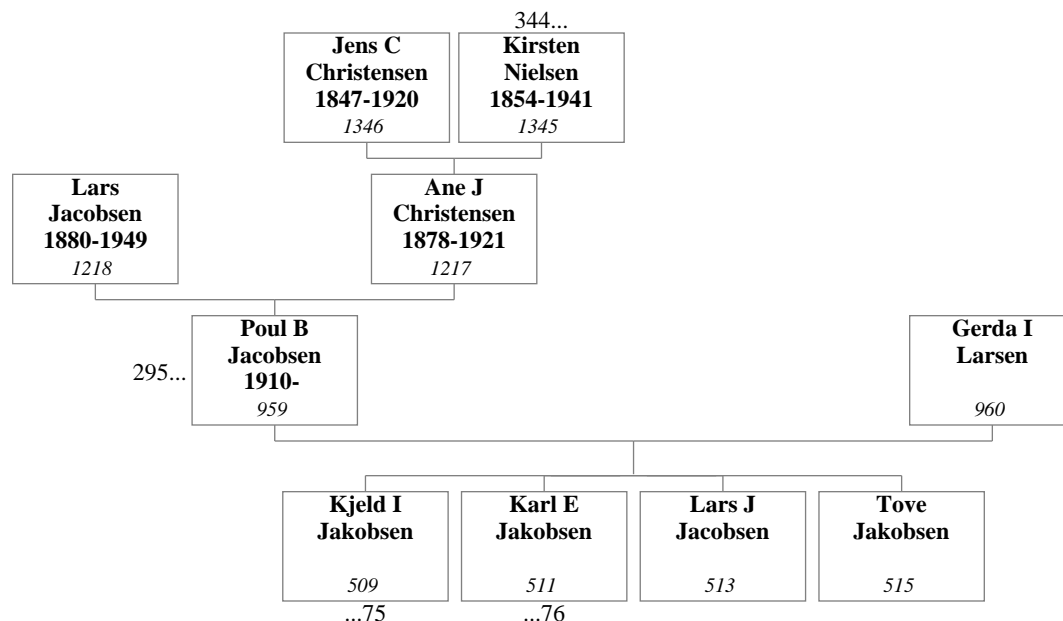 344...
Jens C
Christensen
1847-1920
1346
Kirsten
Nielsen
1854-1941
1345
Lars
Jacobsen
1880-1949
1218
Ane J
Christensen
1878-1921
1217
295...
Poul B
Jacobsen
1910-
959
Gerda I
Larsen
960
Kjeld I
Jakobsen
509
...75
Karl E
Jakobsen
511
...76
Lars J
Jacobsen
513
Tove
Jakobsen
515